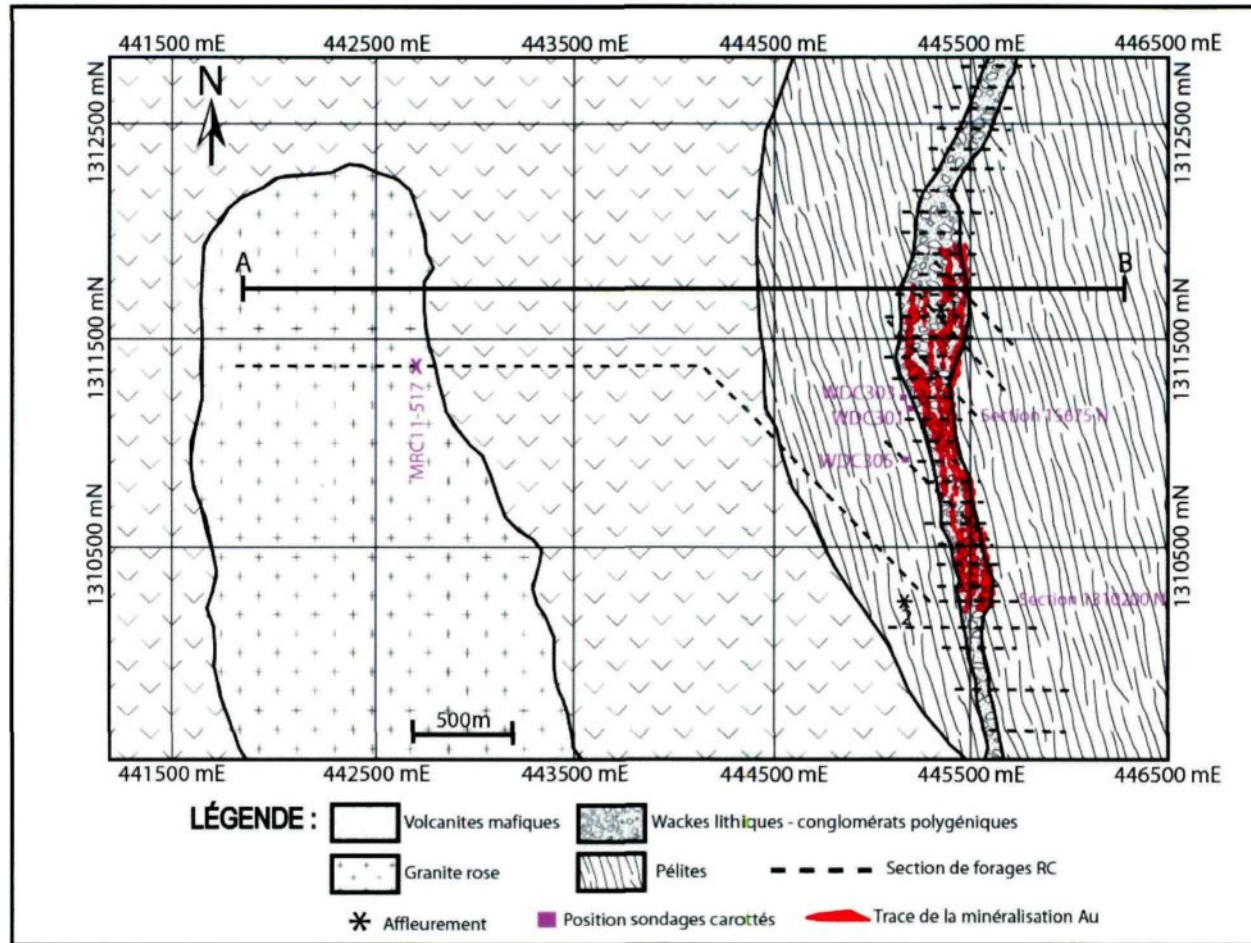 441500 mE 442500 mE 443500 mE 444500 mE 445500 mE 446500 mE
N
1312500 mN
1312500 mN
A
B
1311500 mN
1311500 mN
MRC11-517
WDC303
WDC301
Section 15675 N
WDC305
1310500 mN
1310500 mN
Section 1310200 N
2
500m
441500 mE 442500 mE 443500 mE 444500 mE 445500 mE 446500 mE
LÉGENDE :
Volcanites mafiques
Wackes lithiques - conglomérats polygéniques
Granite rose
Pélites
Section de forages RC
Affleurement
Position sondages carottés
Trace de la minéralisation Au